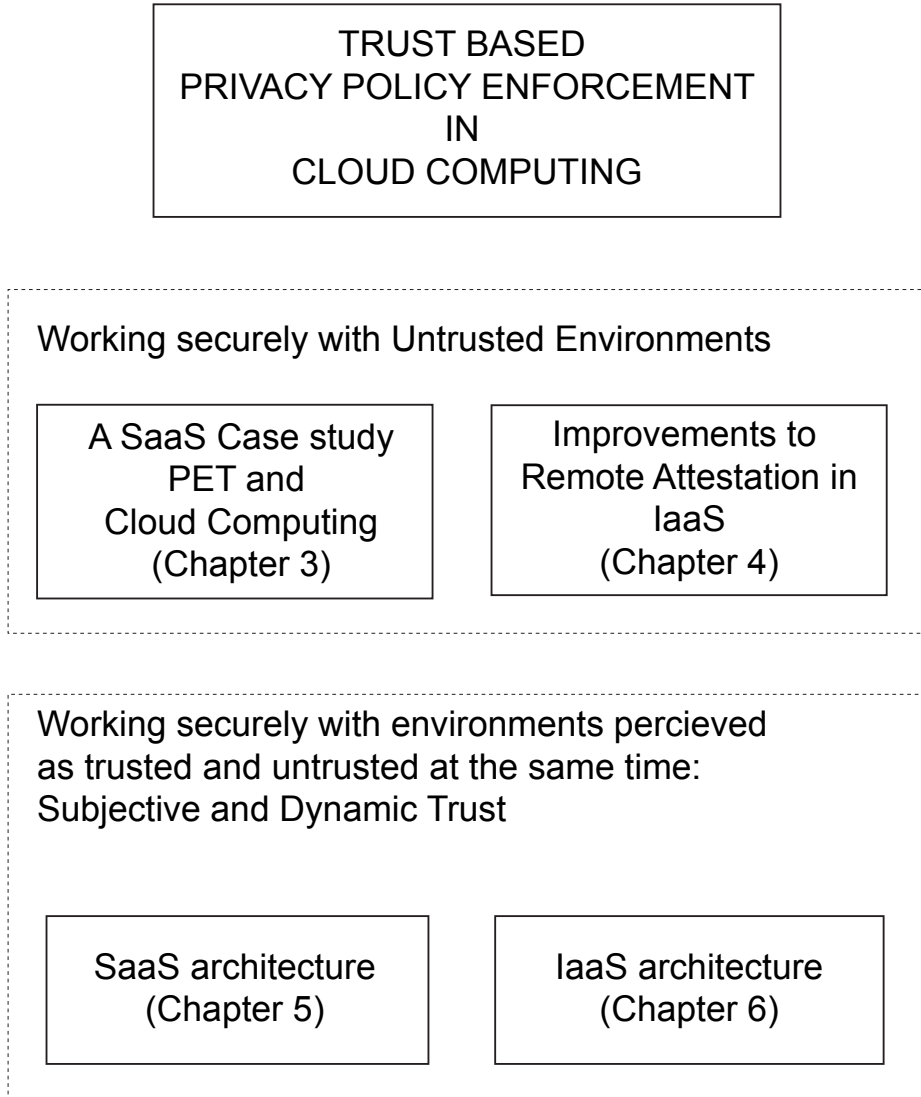 TRUST BASED
PRIVACY POLICY ENFORCEMENT
IN
CLOUD COMPUTING
Working securely with Untrusted Environments
A SaaS Case study
PET and
Cloud Computing
(Chapter 3)
Improvements to
Remote Attestation in
IaaS
(Chapter 4)
Working securely with environments percieved
as trusted and untrusted at the same time:
Subjective and Dynamic Trust
SaaS architecture
(Chapter 5)
IaaS architecture
(Chapter 6)